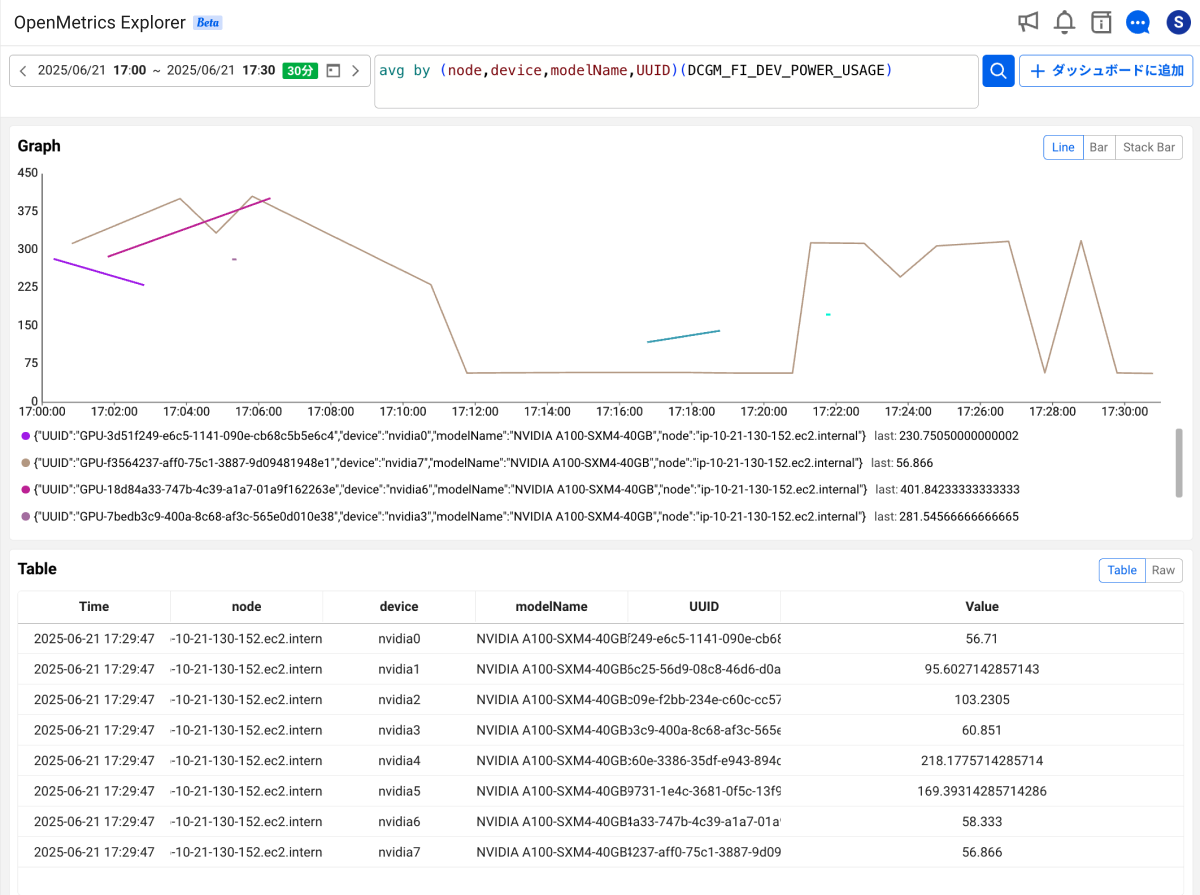 OpenMetrics Explorer Beta
S
2025/06/21 17:00 ~ 2025/06/21 17:30 30分
avg by (node,device,modelName,UUID)(DCGM_FI_DEV_POWER_USAGE)
ダッシュボードに追加
Graph
Line Bar Stack Bar
450
375
300
225
150
75
0
17:00:00 17:02:00 17:04:00 17:06:00 17:08:00 17:10:00 17:12:00 17:14:00 17:16:00 17:18:00 17:20:00 17:22:00 17:24:00 17:26:00 17:28:00 17:30:00
{"UUID":"GPU-3d51f249-e6c5-1141-090e-cb68c5b5e6c4","device":"nvidia0","modelName":"NVIDIA A100-SXM4-40GB","node":"ip-10-21-130-152.ec2.internal"} last: 230.75050000000002
{"UUID":"GPU-f3564237-aff0-75c1-3887-9d09481948e1","device":"nvidia7","modelName":"NVIDIA A100-SXM4-40GB","node":"ip-10-21-130-152.ec2.internal"} last: 56.866
{"UUID":"GPU-18d84a33-747b-4c39-a1a7-01a9f162263e","device":"nvidia6","modelName":"NVIDIA A100-SXM4-40GB","node":"ip-10-21-130-152.ec2.internal"} last: 401.84233333333333
{"UUID":"GPU-7bedb3c9-400a-8c68-af3c-565e0d010e38","device":"nvidia3","modelName":"NVIDIA A100-SXM4-40GB","node":"ip-10-21-130-152.ec2.internal"} last: 281.54566666666665
Table
Table Raw
Time node device modelName UUID Value
2025-06-21 17:29:47 -10-21-130-152.ec2.intern nvidia0 NVIDIA A100-SXM4-40GB f249-e6c5-1141-090e-cb68 56.71
2025-06-21 17:29:47 -10-21-130-152.ec2.intern nvidia1 NVIDIA A100-SXM4-40GB 6c25-56d9-08c8-46d6-d0a 95.6027142857143
2025-06-21 17:29:47 -10-21-130-152.ec2.intern nvidia2 NVIDIA A100-SXM4-40GB c09e-f2bb-234e-c60c-cc57 103.2305
2025-06-21 17:29:47 -10-21-130-152.ec2.intern nvidia3 NVIDIA A100-SXM4-40GB b3c9-400a-8c68-af3c-565e 60.851
2025-06-21 17:29:47 -10-21-130-152.ec2.intern nvidia4 NVIDIA A100-SXM4-40GB c60e-3386-35df-e943-894c 218.1775714285714
2025-06-21 17:29:47 -10-21-130-152.ec2.intern nvidia5 NVIDIA A100-SXM4-40GB 9731-1e4c-3681-0f5c-13f9 169.39314285714286
2025-06-21 17:29:47 -10-21-130-152.ec2.intern nvidia6 NVIDIA A100-SXM4-40GB 4a33-747b-4c39-a1a7-01a 58.333
2025-06-21 17:29:47 -10-21-130-152.ec2.intern nvidia7 NVIDIA A100-SXM4-40GB 4237-aff0-75c1-3887-9d09 56.866